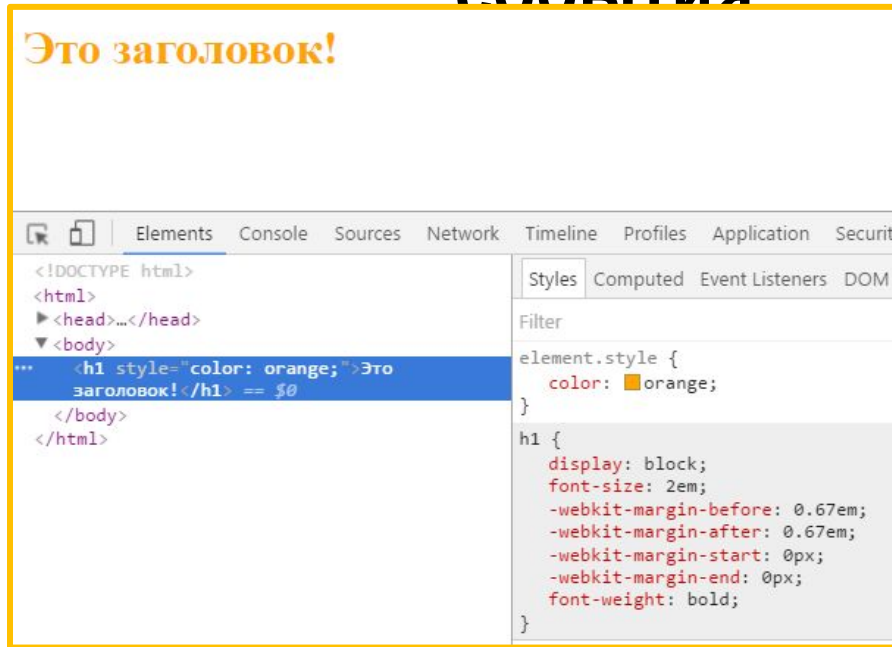 Это заголовок!
Elements Console Sources Network Timeline Profiles Application Securit
<!DOCTYPE html>
<html>
▶<head>…</head>
▼<body>
··· <h1 style="color: orange;">Это
заголовок!</h1> == $0
</body>
</html>
Styles Computed Event Listeners DOM
Filter
element.style {
color: orange;
}
h1 {
display: block;
font-size: 2em;
-webkit-margin-before: 0.67em;
-webkit-margin-after: 0.67em;
-webkit-margin-start: 0px;
-webkit-margin-end: 0px;
font-weight: bold;
}